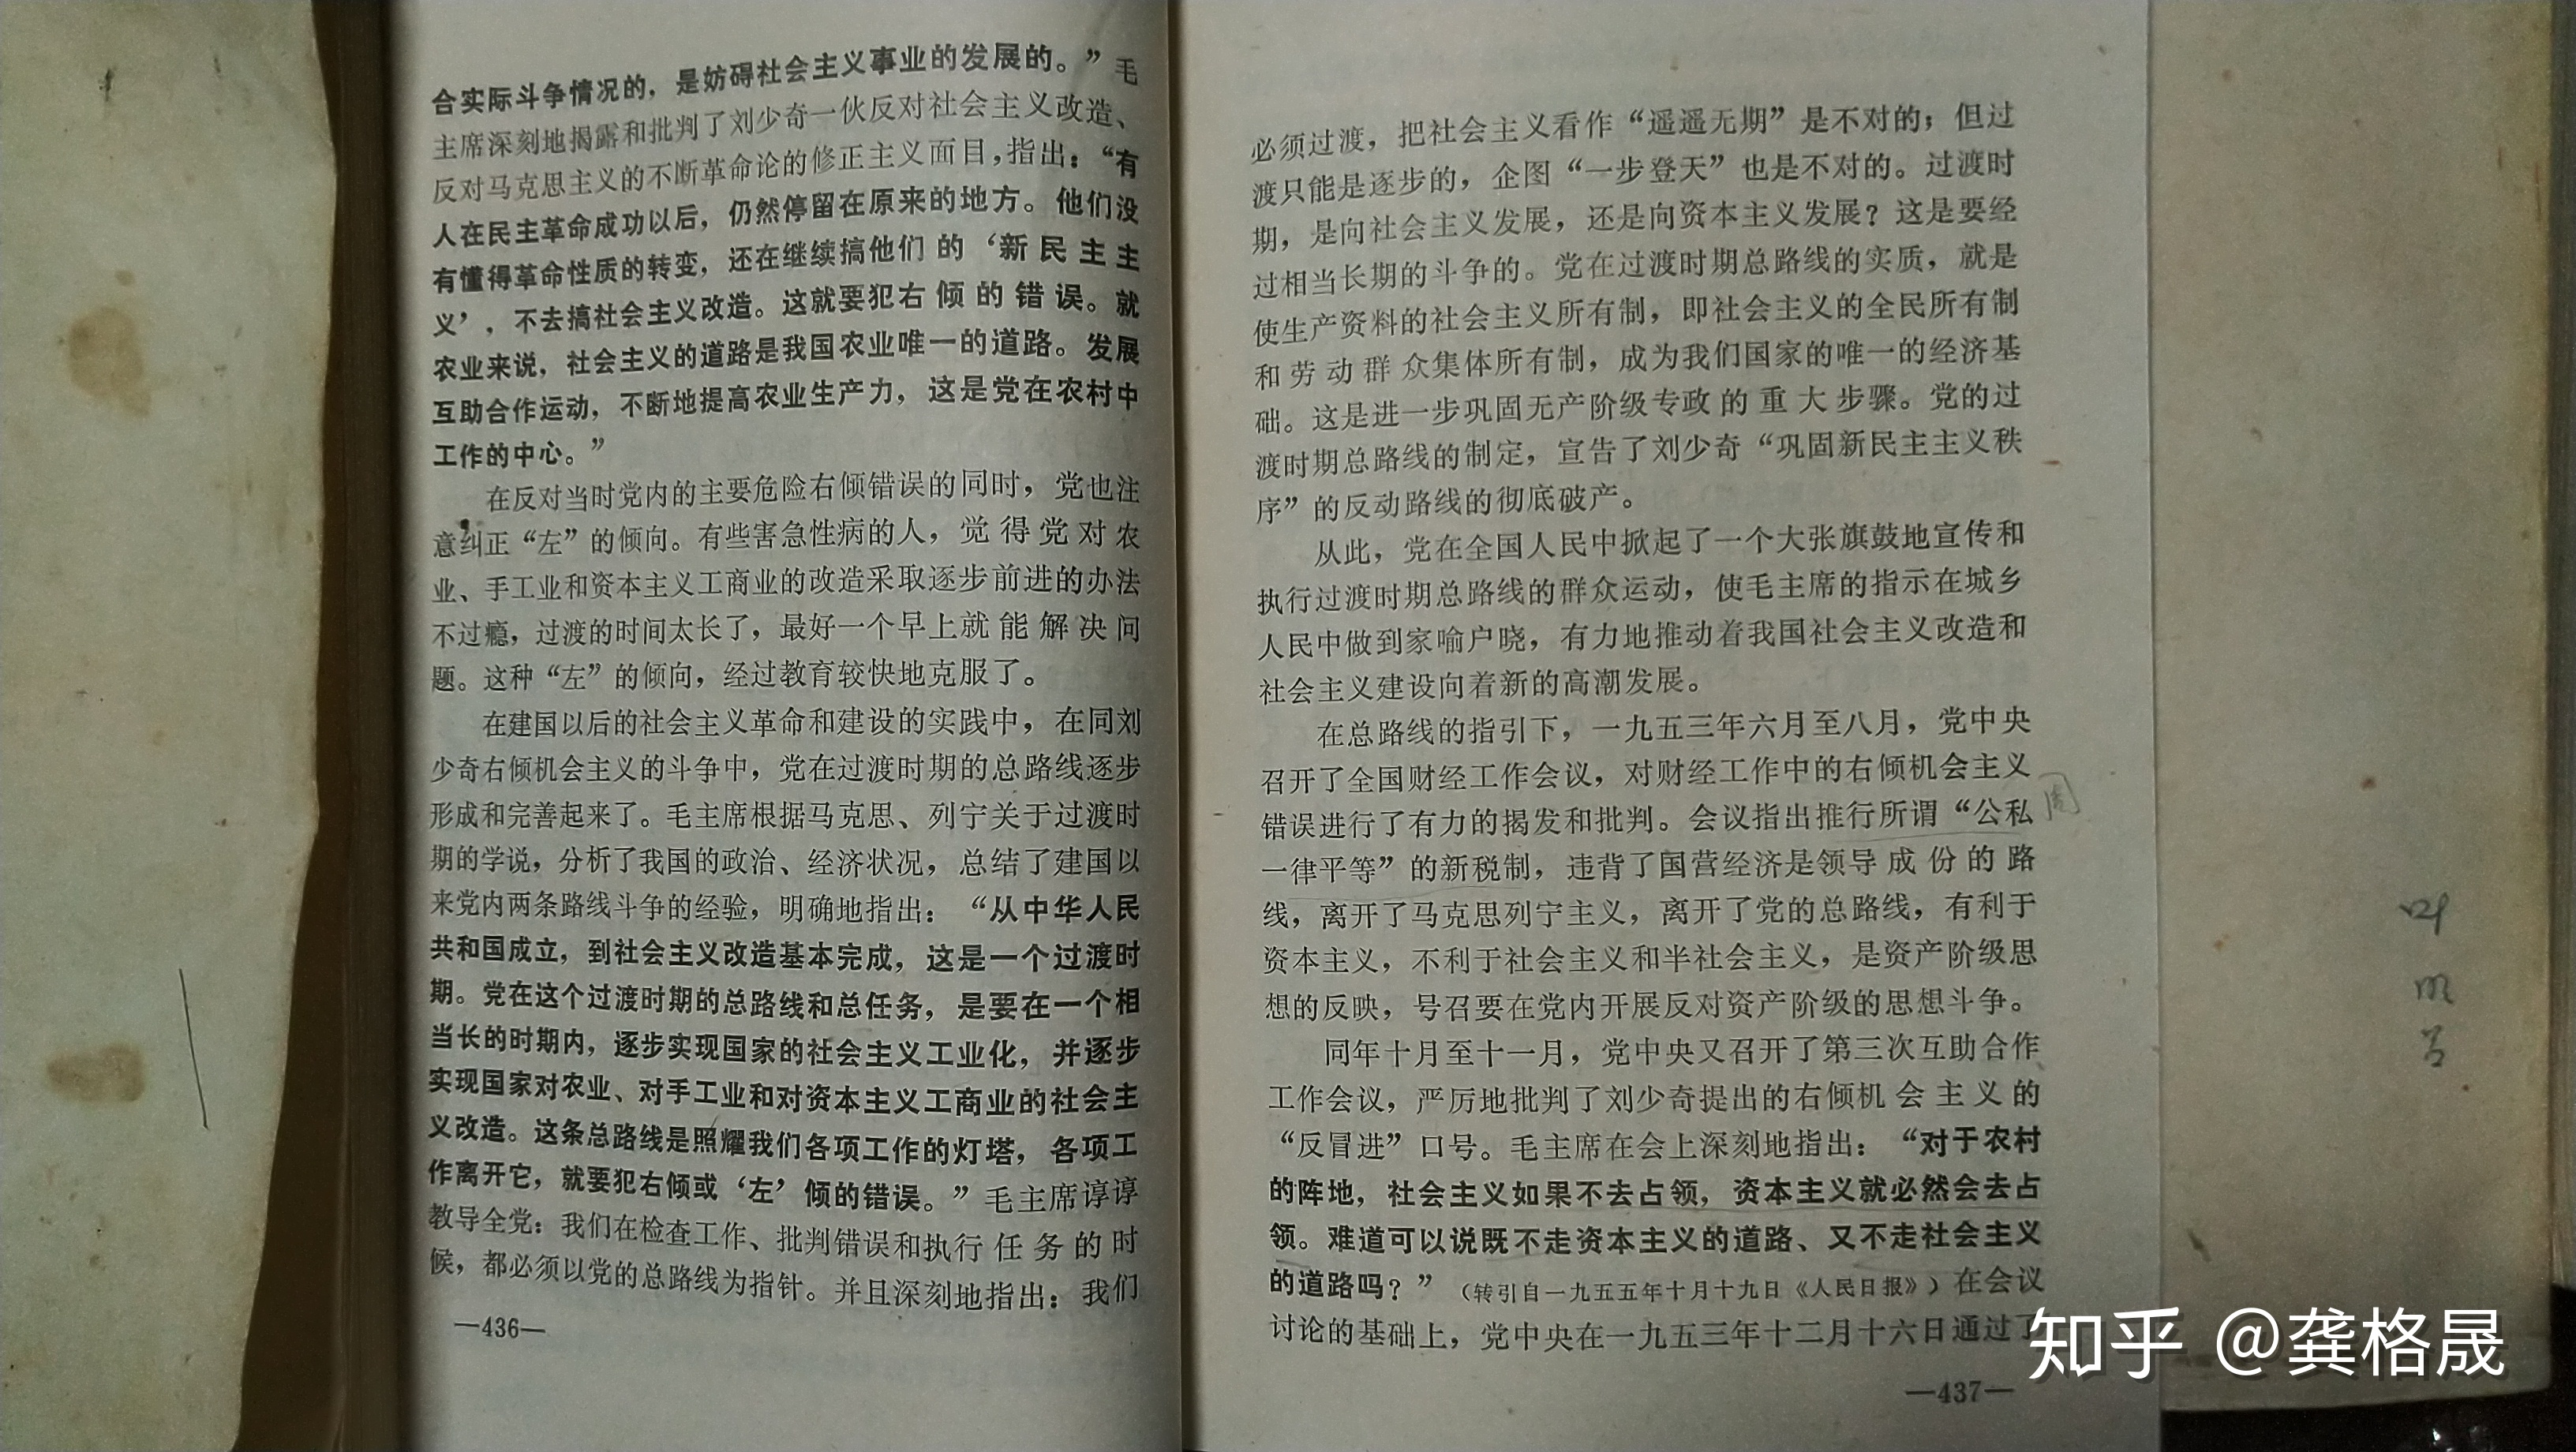 合实际斗争情况的，是妨碍社会主义事业的发展的。”毛
主席深刻地揭露和批判了刘少奇一伙反对社会主义改造、
反对马克思主义的不断革命论的修正主义面目，指出：“有
人在民主革命成功以后，仍然停留在原来的地方。他们没
有懂得革命性质的转变，还在继续搞他们的‘新民主主
义’，不去搞社会主义改造。这就要犯右倾的错误。就
农业来说，社会主义的道路是我国农业唯一的道路。发展
互助合作运动，不断地提高农业生产力，这是党在农村中
工作的中心。”
在反对当时党内的主要危险右倾错误的同时，党也注
意纠正“左”的倾向。有些害急性病的人，觉得党对农
业、手工业和资本主义工商业的改造采取逐步前进的办法
不过瘾，过渡的时间太长了，最好一个早上就能解决问
题。这种“左”的倾向，经过教育较快地克服了。
在建国以后的社会主义革命和建设的实践中，在同刘
少奇右倾机会主义的斗争中，党在过渡时期的总路线逐步
形成和完善起来了。毛主席根据马克思、列宁关于过渡时
期的学说，分析了我国的政治、经济状况，总结了建国以
来党内两条路线斗争的经验，明确地指出：“从中华人民
共和国成立，到社会主义改造基本完成，这是一个过渡时
期。党在这个过渡时期的总路线和总任务，是要在一个相
当长的时期内，逐步实现国家的社会主义工业化，并逐步
实现国家对农业、对手工业和对资本主义工商业的社会主
义改造。这条总路线是照耀我们各项工作的灯塔，各项工
作离开它，就要犯右倾或‘左’倾的错误。”毛主席谆谆
教导全党：我们在检查工作、批判错误和执行任务的时
候，都必须以党的总路线为指针。并且深刻地指出：我们
—436—
必须过渡，把社会主义看作“遥遥无期”是不对的；但过
渡只能是逐步的，企图“一步登天”也是不对的。过渡时
期，是向社会主义发展，还是向资本主义发展？这是要经
过相当长期的斗争的。党在过渡时期总路线的实质，就是
使生产资料的社会主义所有制，即社会主义的全民所有制
和劳动群众集体所有制，成为我们国家的唯一的经济基
础。这是进一步巩固无产阶级专政的重大步骤。党的过
渡时期总路线的制定，宣告了刘少奇“巩固新民主主义秩
序”的反动路线的彻底破产。
从此，党在全国人民中掀起了一个大张旗鼓地宣传和
执行过渡时期总路线的群众运动，使毛主席的指示在城乡
人民中做到家喻户晓，有力地推动着我国社会主义改造和
社会主义建设向着新的高潮发展。
在总路线的指引下，一九五三年六月至八月，党中央
召开了全国财经工作会议，对财经工作中的右倾机会主义
错误进行了有力的揭发和批判。会议指出推行所谓“公私
一律平等”的新税制，违背了国营经济是领导成份的路
线，离开了马克思列宁主义，离开了党的总路线，有利于
资本主义，不利于社会主义和半社会主义，是资产阶级思
想的反映，号召要在党内开展反对资产阶级的思想斗争。
同年十月至十一月，党中央又召开了第三次互助合作
工作会议，严厉地批判了刘少奇提出的右倾机会主义的
“反冒进”口号。毛主席在会上深刻地指出：“对于农村
的阵地，社会主义如果不去占领，资本主义就必然会去占
领。难道可以说既不走资本主义的道路、又不走社会主义
的道路吗？”（转引自一九五五年十月十九日《人民日报》）在会议
讨论的基础上，党中央在一九五三年十二月十六日通过了
—437—
知乎 @龚格晟